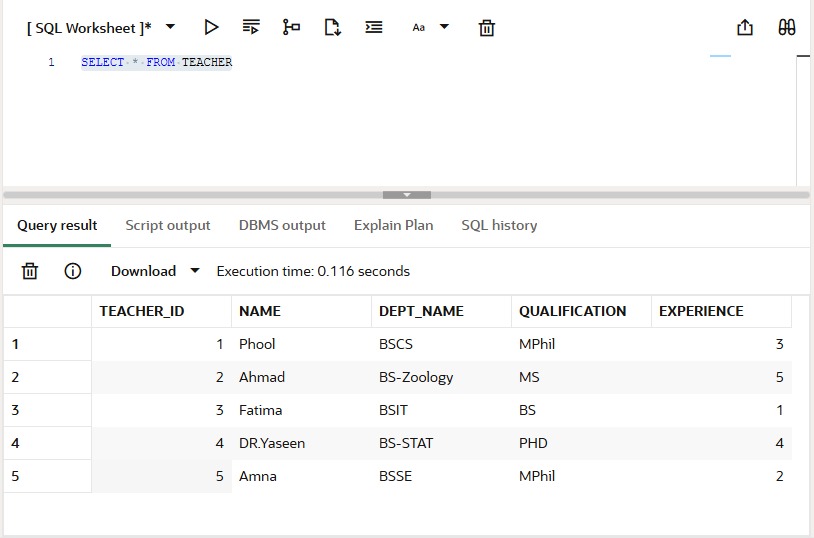 [ SQL Worksheet ]* Aa
1 SELECT * FROM TEACHER
Query result Script output DBMS output Explain Plan SQL history
Download Execution time: 0.116 seconds
TEACHER_ID NAME DEPT_NAME QUALIFICATION EXPERIENCE
1 1 Phool BSCS MPhil 3
2 2 Ahmad BS-Zoology MS 5
3 3 Fatima BSIT BS 1
4 4 DR.Yaseen BS-STAT PHD 4
5 5 Amna BSSE MPhil 2